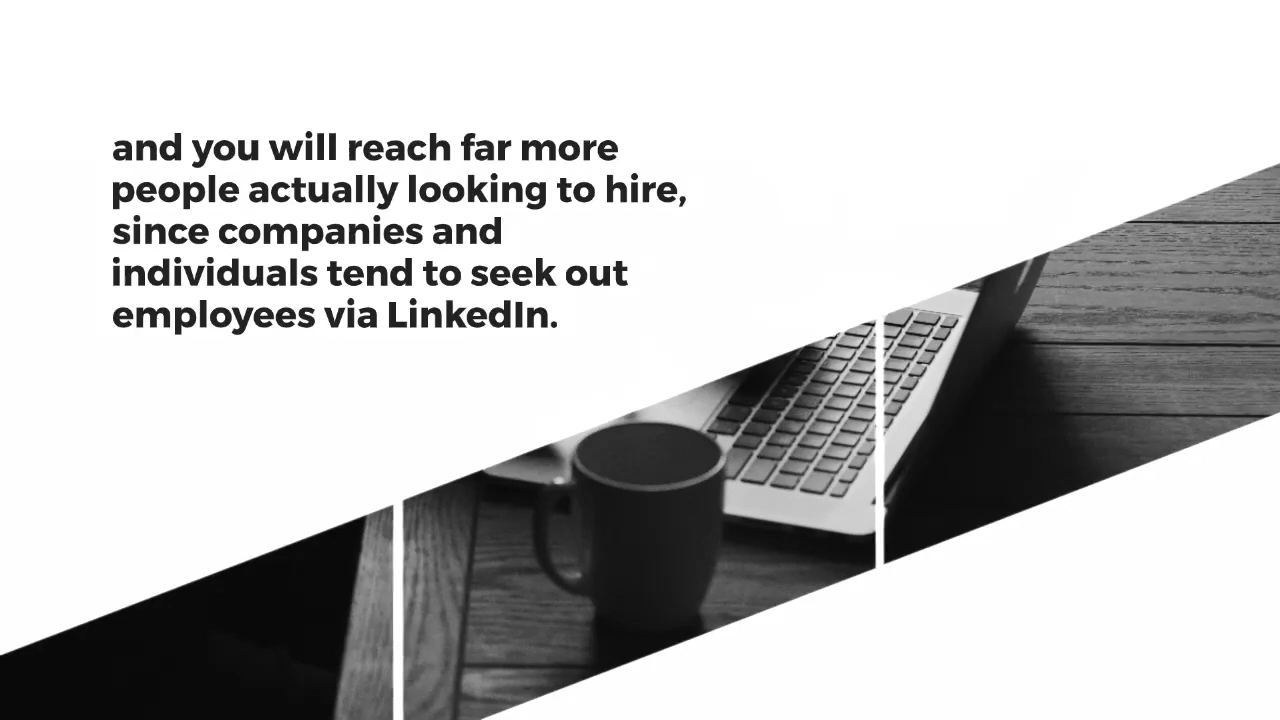 and you will reach far more
people actually looking to hire,
since companies and
individuals tend to seek out
employees via LinkedIn.